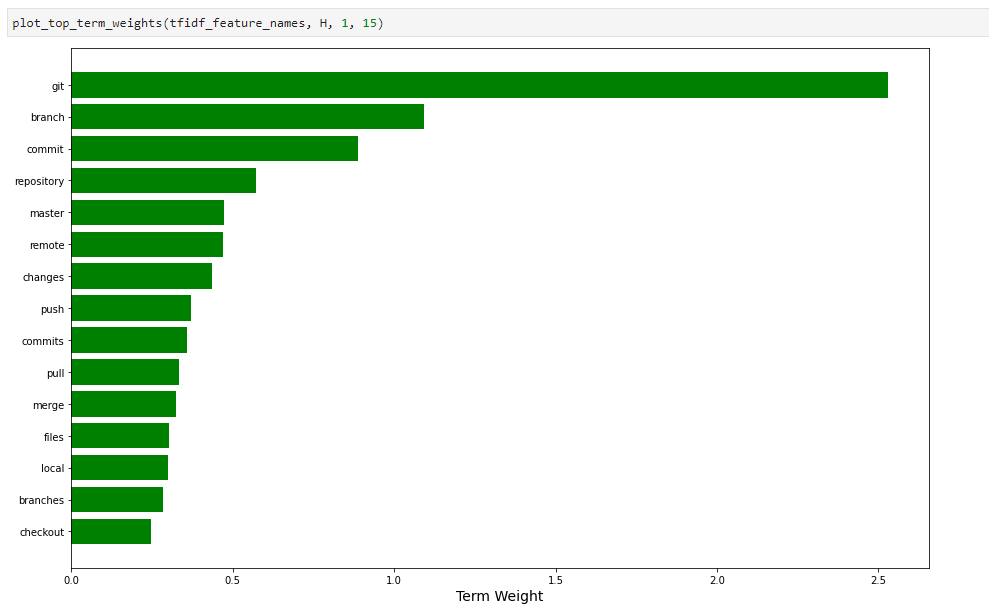 plot_top_term_weights(tfidf_feature_names, H, 1, 15)
git
branch
commit
repository
master
remote
changes
push
commits
pull
merge
files
local
branches
checkout
0.0 0.5 1.0 1.5 2.0 2.5
Term Weight